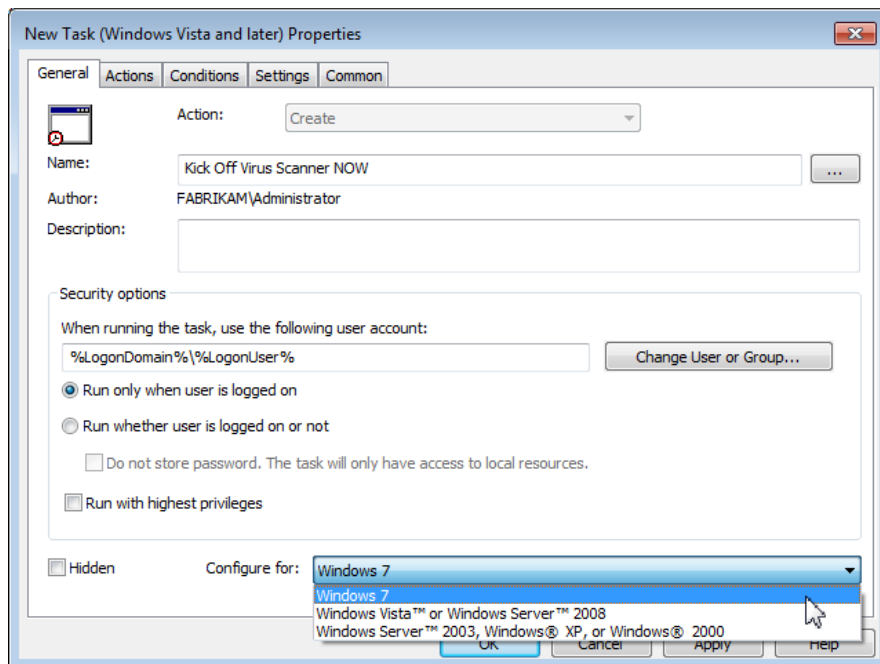 New Task (Windows Vista and later) Properties
General Actions Conditions Settings Common
Action: Create
Name: Kick Off Virus Scanner NOW ...
Author: FABRIKAM\Administrator
Description:
Security options
When running the task, use the following user account:
%LogonDomain%\%LogonUser% Change User or Group...
Run only when user is logged on
Run whether user is logged on or not
Do not store password. The task will only have access to local resources.
Run with highest privileges
Hidden Configure for: Windows 7
Windows 7
Windows Vista™ or Windows Server™ 2008
Windows Server™ 2003, Windows® XP, or Windows® 2000
OK Cancel Apply Help